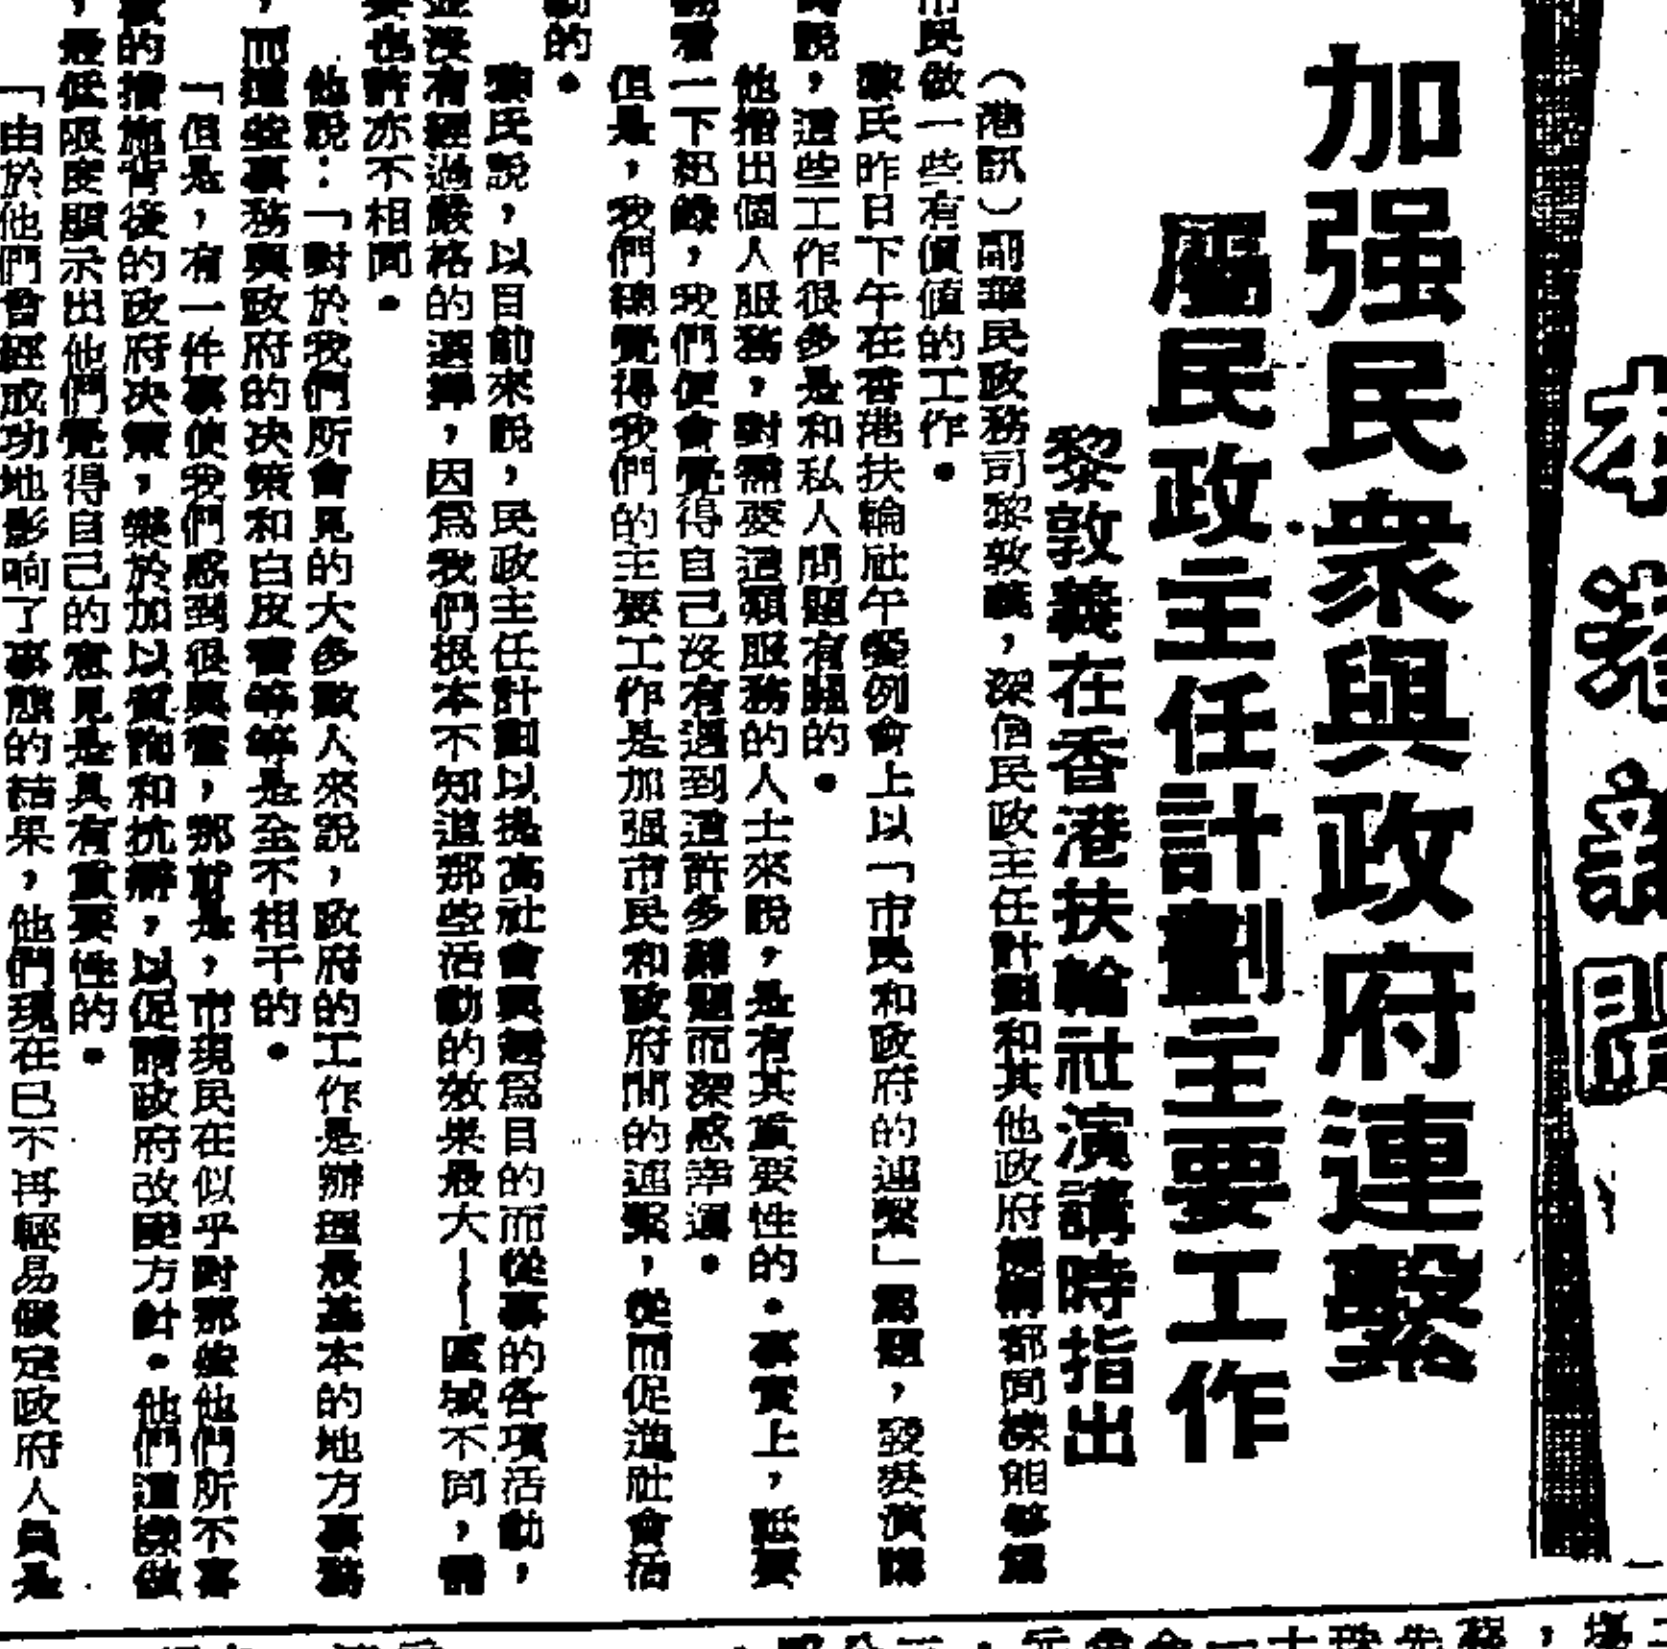 本港新聞
加强民衆與政府連繫
屬民政主任計劃主要工作
黎敦義在香港扶輪社演講時指出
（港訊）副華民政務司黎敦義，深信民政主任計劃和其他政府機構都同樣能够爲
市民做一些有價値的工作。
黎氏昨日下午在香港扶輪社午餐例會上以「市民和政府的連繫」爲題，發表演講
時說，這些工作很多是和私人問題有關的。
他指出個人服務，對需要這類服務的人士來說，是有其重要性的。事實上，祗要
翻看一下紀錄，我們便會覺得自己沒有遇到這許多難題而深感幸運。
但是，我們總覺得我們的主要工作是加强市民和政府間的連繫，從而促進社會活
動的。
黎氏說，以目前來說，民政主任計劃以提高社會興趣爲目的而從事的各項活動，
並沒有經過嚴格的選擇，因爲我們根本不知道那些活動的效果最大——區域不同，需
要也許亦不相同。
他說：「對於我們所會見的大多數人來說，政府的工作是辦理最基本的地方事務
，而這些事務與政府的决策和白皮書等等是全不相干的。
「但是，有一件事使我們感到很興奮，那就是，市現民在似乎對那些他們所不喜
歡的措施背後的政府决策，樂於加以質詢和抗辯，以促請政府改變方針。他們這樣做
，最低限度顯示出他們覺得自己的意見是具有重要性的。
「由於他們曾經成功地影响了事態的結果，他們現在已不再輕易假定政府人員是